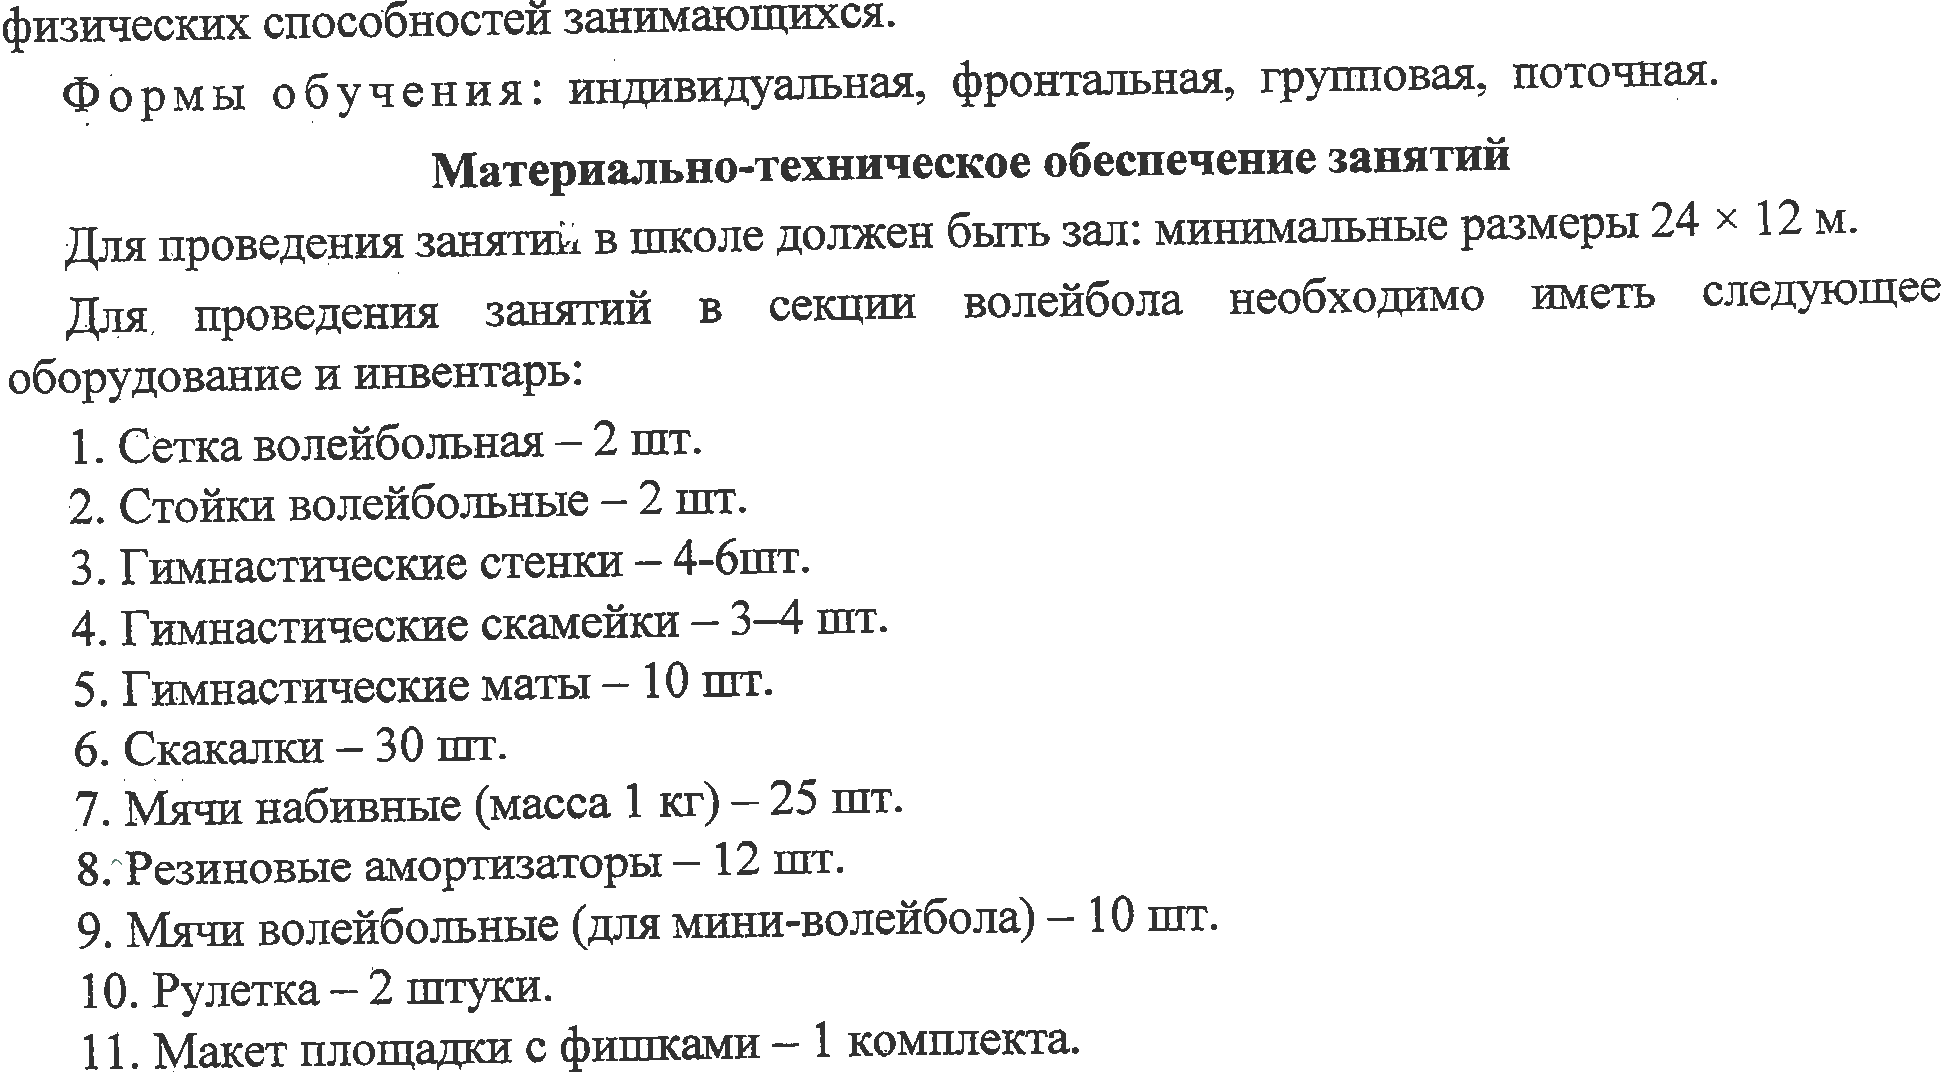 физических способностей занимающихся.
Формы обучения: индивидуальная, фронтальная, групповая, поточная.
Материально-техническое обеспечение занятий
Для проведения занятий в школе должен быть зал: минимальные размеры 24 × 12 м.
Для проведения занятий в секции волейбола необходимо иметь следующее
оборудование и инвентарь:
1. Сетка волейбольная – 2 шт.
2. Стойки волейбольные – 2 шт.
3. Гимнастические стенки – 4-6шт.
4. Гимнастические скамейки – 3–4 шт.
5. Гимнастические маты – 10 шт.
6. Скакалки – 30 шт.
7. Мячи набивные (масса 1 кг) – 25 шт.
8. Резиновые амортизаторы – 12 шт.
9. Мячи волейбольные (для мини-волейбола) – 10 шт.
10. Рулетка – 2 штуки.
11. Макет площадки с фишками – 1 комплекта.